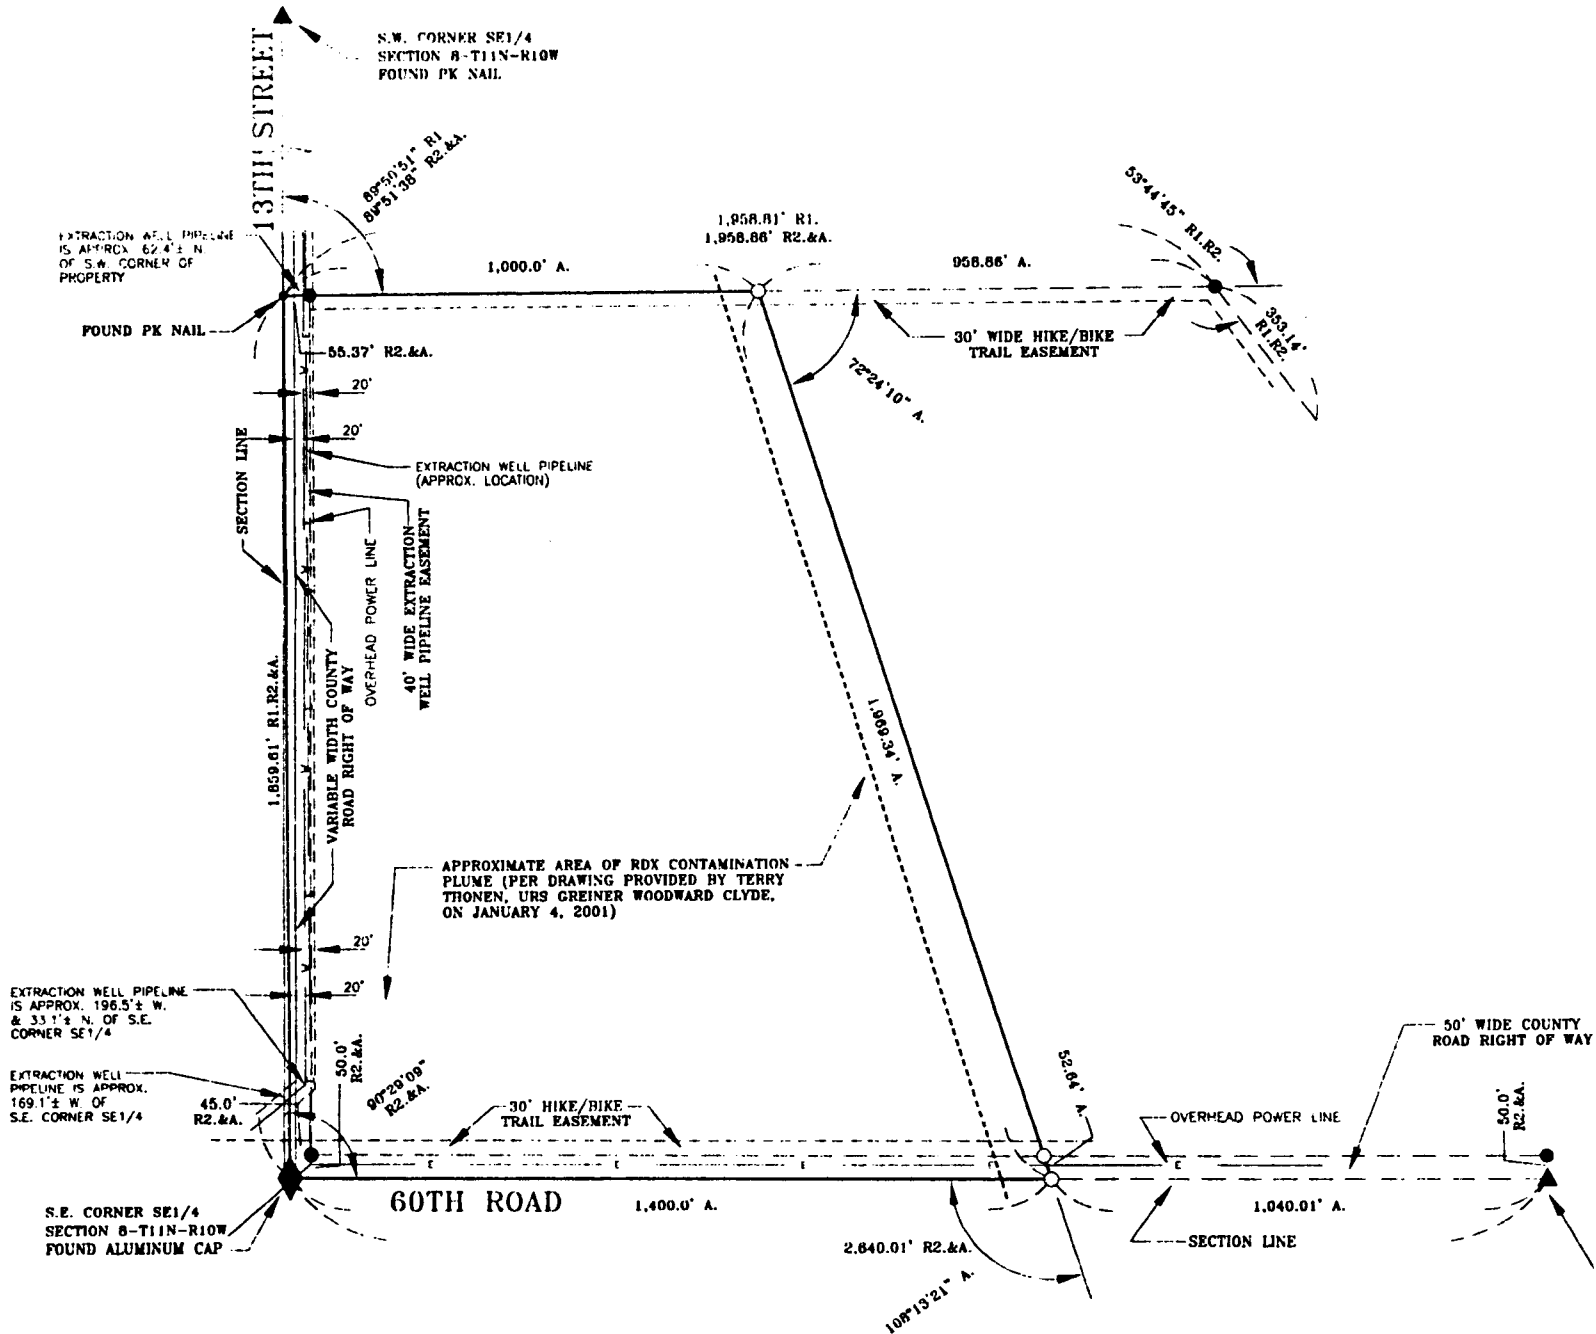 S.W. CORNER SE1/4
SECTION 8-T11N-R10W
FOUND PK NAIL
13TH STREET
89°50'51" R1
89°51'38" R2.&A.
EXTRACTION WELL PIPELINE
IS APPROX. 62.4'± N.
OF S.W. CORNER OF
PROPERTY
1,000.0' A.
1,958.81' R1.
1,958.86' R2.&A.
958.86' A.
53°44'45" R1.R2.
353.14'
R1.R2.
FOUND PK NAIL
55.37' R2.&A.
30' WIDE HIKE/BIKE
TRAIL EASEMENT
72°24'10" A.
20'
20'
SECTION LINE
EXTRACTION WELL PIPELINE
(APPROX. LOCATION)
OVERHEAD POWER LINE
40' WIDE EXTRACTION
WELL PIPELINE EASEMENT
1,859.61' R1.R2.&A.
VARIABLE WIDTH COUNTY
ROAD RIGHT OF WAY
1,969.34' A.
APPROXIMATE AREA OF RDX CONTAMINATION
PLUME (PER DRAWING PROVIDED BY TERRY
THONEN, URS GREINER WOODWARD CLYDE,
ON JANUARY 4, 2001)
20'
20'
EXTRACTION WELL PIPELINE
IS APPROX. 196.5'± W.
& 33.1'± N. OF S.E.
CORNER SE1/4
EXTRACTION WELL
PIPELINE IS APPROX.
169.1'± W. OF
S.E. CORNER SE1/4
45.0'
R2.&A.
50.0'
R2.&A.
90°29'09"
R2.&A.
30' HIKE/BIKE
TRAIL EASEMENT
52.64' A.
50' WIDE COUNTY
ROAD RIGHT OF WAY
OVERHEAD POWER LINE
50.0'
R2.&A.
E E E E E
S.E. CORNER SE1/4
SECTION 8-T11N-R10W
FOUND ALUMINUM CAP
60TH ROAD
1,400.0' A.
1,040.01' A.
2,640.01' R2.&A.
SECTION LINE
108°13'21" A.